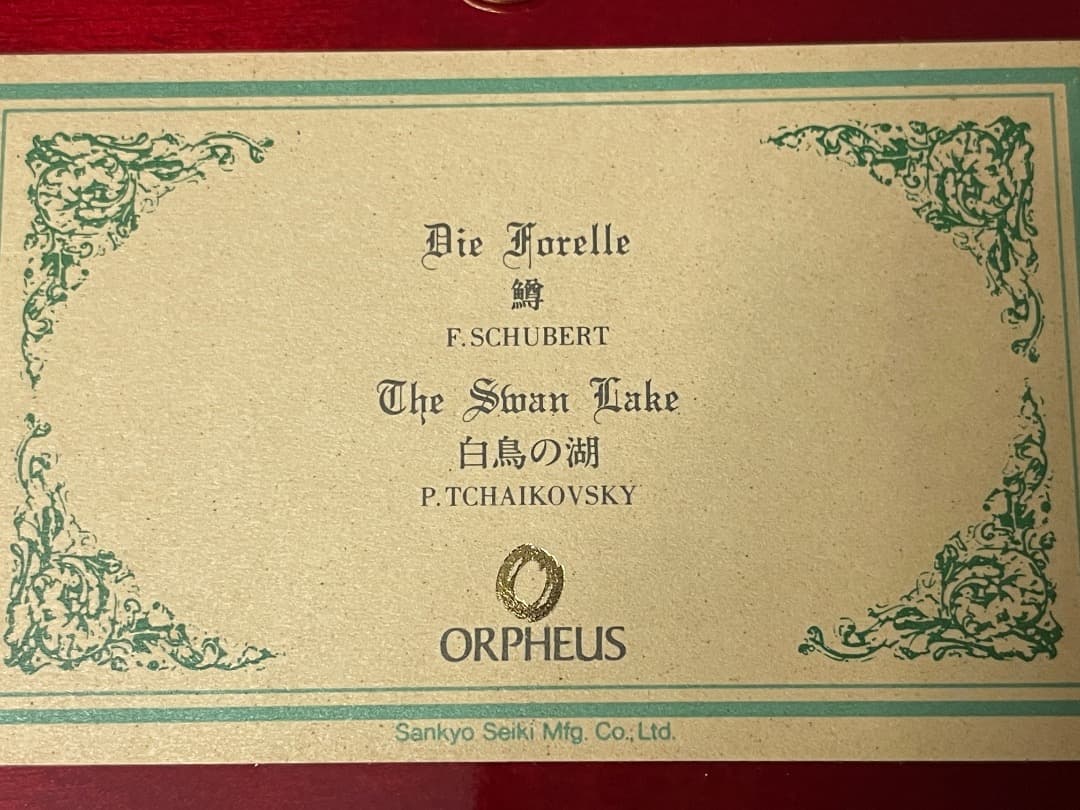 Die Forelle
鱒
F.SCHUBERT
The Swan Lake
白鳥の湖
P.TCHAIKOVSKY
ORPHEUS
Sankyo Seiki Mfg. Co., Ltd.